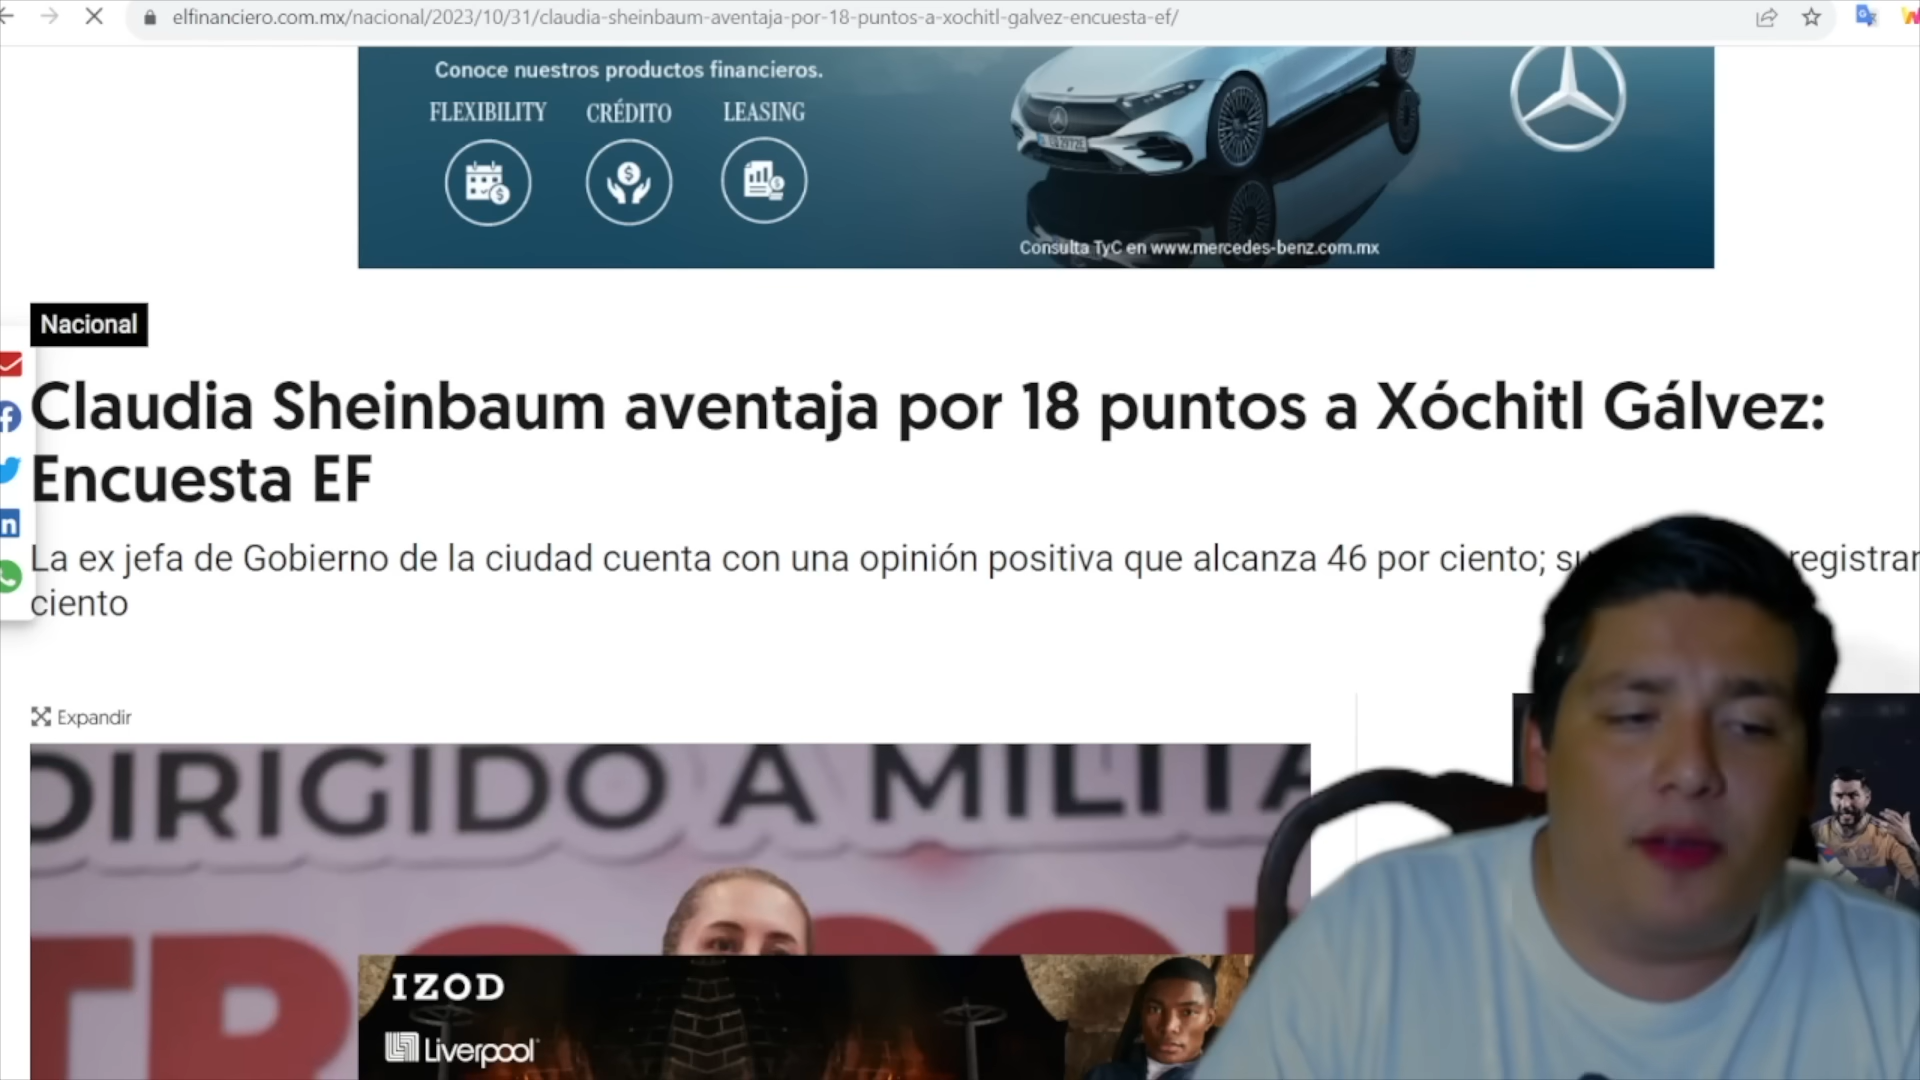 elfinanciero.com.mx/nacional/2023/10/31/claudia-sheinbaum-aventaja-por-18-puntos-a-xochitl-galvez-encuesta-ef/
Conoce nuestros productos financieros.
FLEXIBILITY CRÉDITO LEASING
Consulta TyC en www.mercedes-benz.com.mx
Nacional
Claudia Sheinbaum aventaja por 18 puntos a Xóchitl Gálvez:
Encuesta EF
La ex jefa de Gobierno de la ciudad cuenta con una opinión positiva que alcanza 46 por ciento; registran
ciento
Expandir
DIRIGIDO A MILITA
IZOD
Liverpool